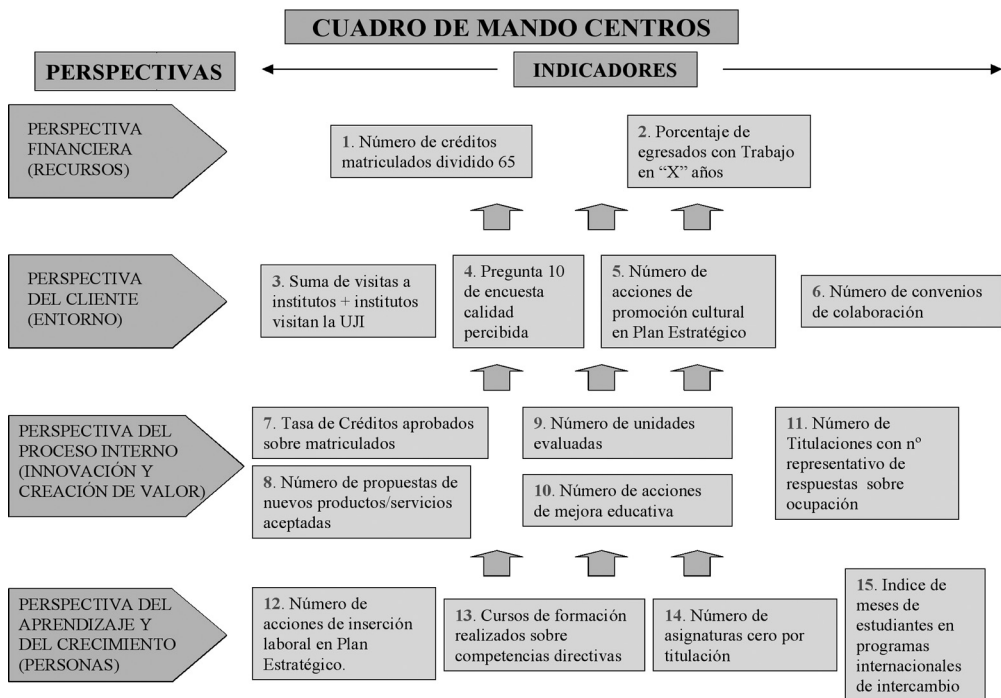 CUADRO DE MANDO CENTROS
PERSPECTIVAS
INDICADORES
PERSPECTIVA
FINANCIERA
(RECURSOS)
1. Número de créditos
matriculados dividido 65
2. Porcentaje de
egresados con Trabajo
en “X” años
PERSPECTIVA
DEL CLIENTE
(ENTORNO)
3. Suma de visitas a
institutos + institutos
visitan la UJI
4. Pregunta 10
de encuesta
calidad
percibida
5. Número de
acciones de
promoción cultural
en Plan Estratégico
6. Número de convenios
de colaboración
PERSPECTIVA DEL
PROCESO INTERNO
(INNOVACIÓN Y
CREACIÓN DE VALOR)
7. Tasa de Créditos aprobados
sobre matriculados
8. Número de propuestas de
nuevos productos/servicios
aceptadas
9. Número de unidades
evaluadas
10. Número de acciones
de mejora educativa
11. Número de
Titulaciones con nº
representativo de
respuestas sobre
ocupación
PERSPECTIVA DEL
APRENDIZAJE Y
DEL CRECIMIENTO
(PERSONAS)
12. Número de
acciones de inserción
laboral en Plan
Estratégico.
13. Cursos de formación
realizados sobre
competencias directivas
14. Número de
asignaturas cero por
titulación
15. Indice de
meses de
estudiantes en
programas
internacionales
de intercambio